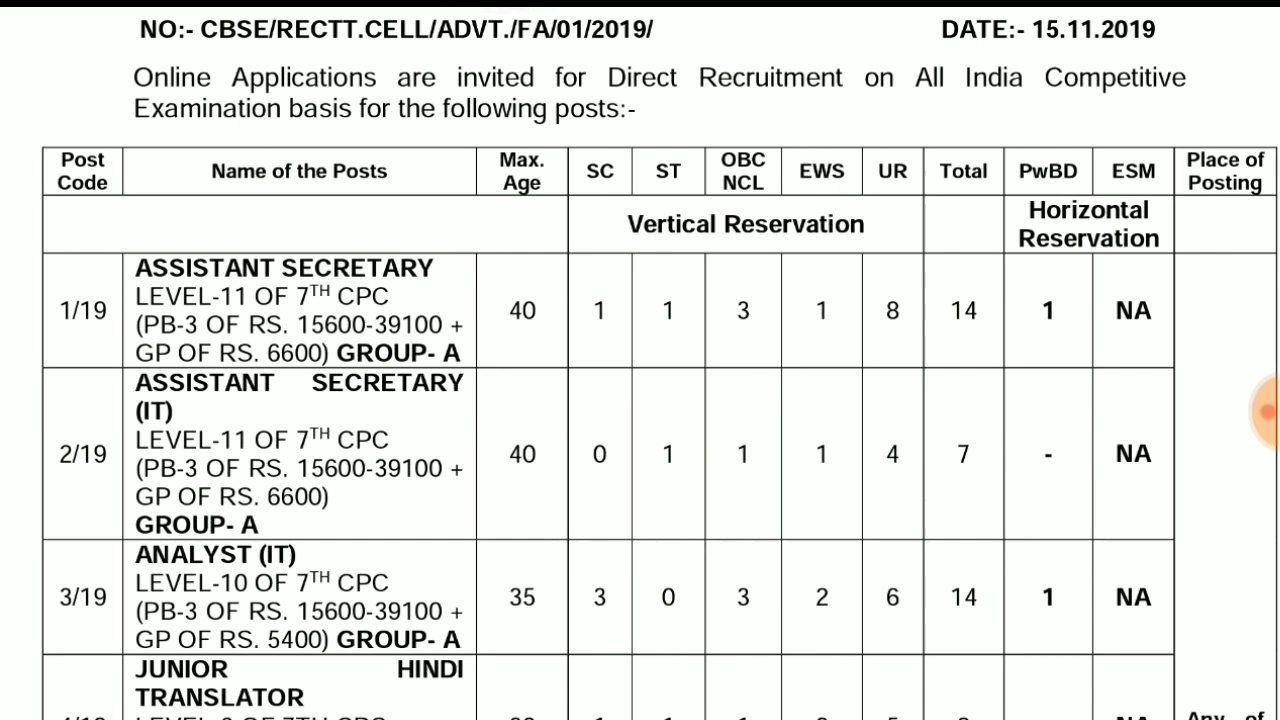 NO:- CBSE/RECTT.CELL/ADVT./FA/01/2019/ DATE:- 15.11.2019
Online Applications are invited for Direct Recruitment on All India Competitive
Examination basis for the following posts:-
Post Code Name of the Posts Max. Age SC ST OBC NCL EWS UR Total PwBD ESM Place of Posting
Vertical Reservation Horizontal Reservation
ASSISTANT SECRETARY
LEVEL-11 OF 7TH CPC
1/19 (PB-3 OF RS. 15600-39100 + 40 1 1 3 1 8 14 1 NA
GP OF RS. 6600) GROUP- A
ASSISTANT SECRETARY
(IT)
LEVEL-11 OF 7TH CPC
2/19 (PB-3 OF RS. 15600-39100 + 40 0 1 1 1 4 7 - NA
GP OF RS. 6600)
GROUP- A
ANALYST (IT)
LEVEL-10 OF 7TH CPC
3/19 (PB-3 OF RS. 15600-39100 + 35 3 0 3 2 6 14 1 NA
GP OF RS. 5400) GROUP- A
JUNIOR HINDI
TRANSLATOR
Any of